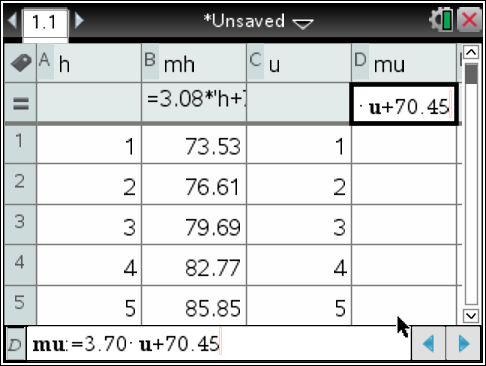 1.1 *Unsaved
A h B mh C u D mu
= =3.08*'h+7 · u+70.45
1 1 73.53 1
2 2 76.61 2
3 3 79.69 3
4 4 82.77 4
5 5 85.85 5
D mu:=3.70· u+70.45